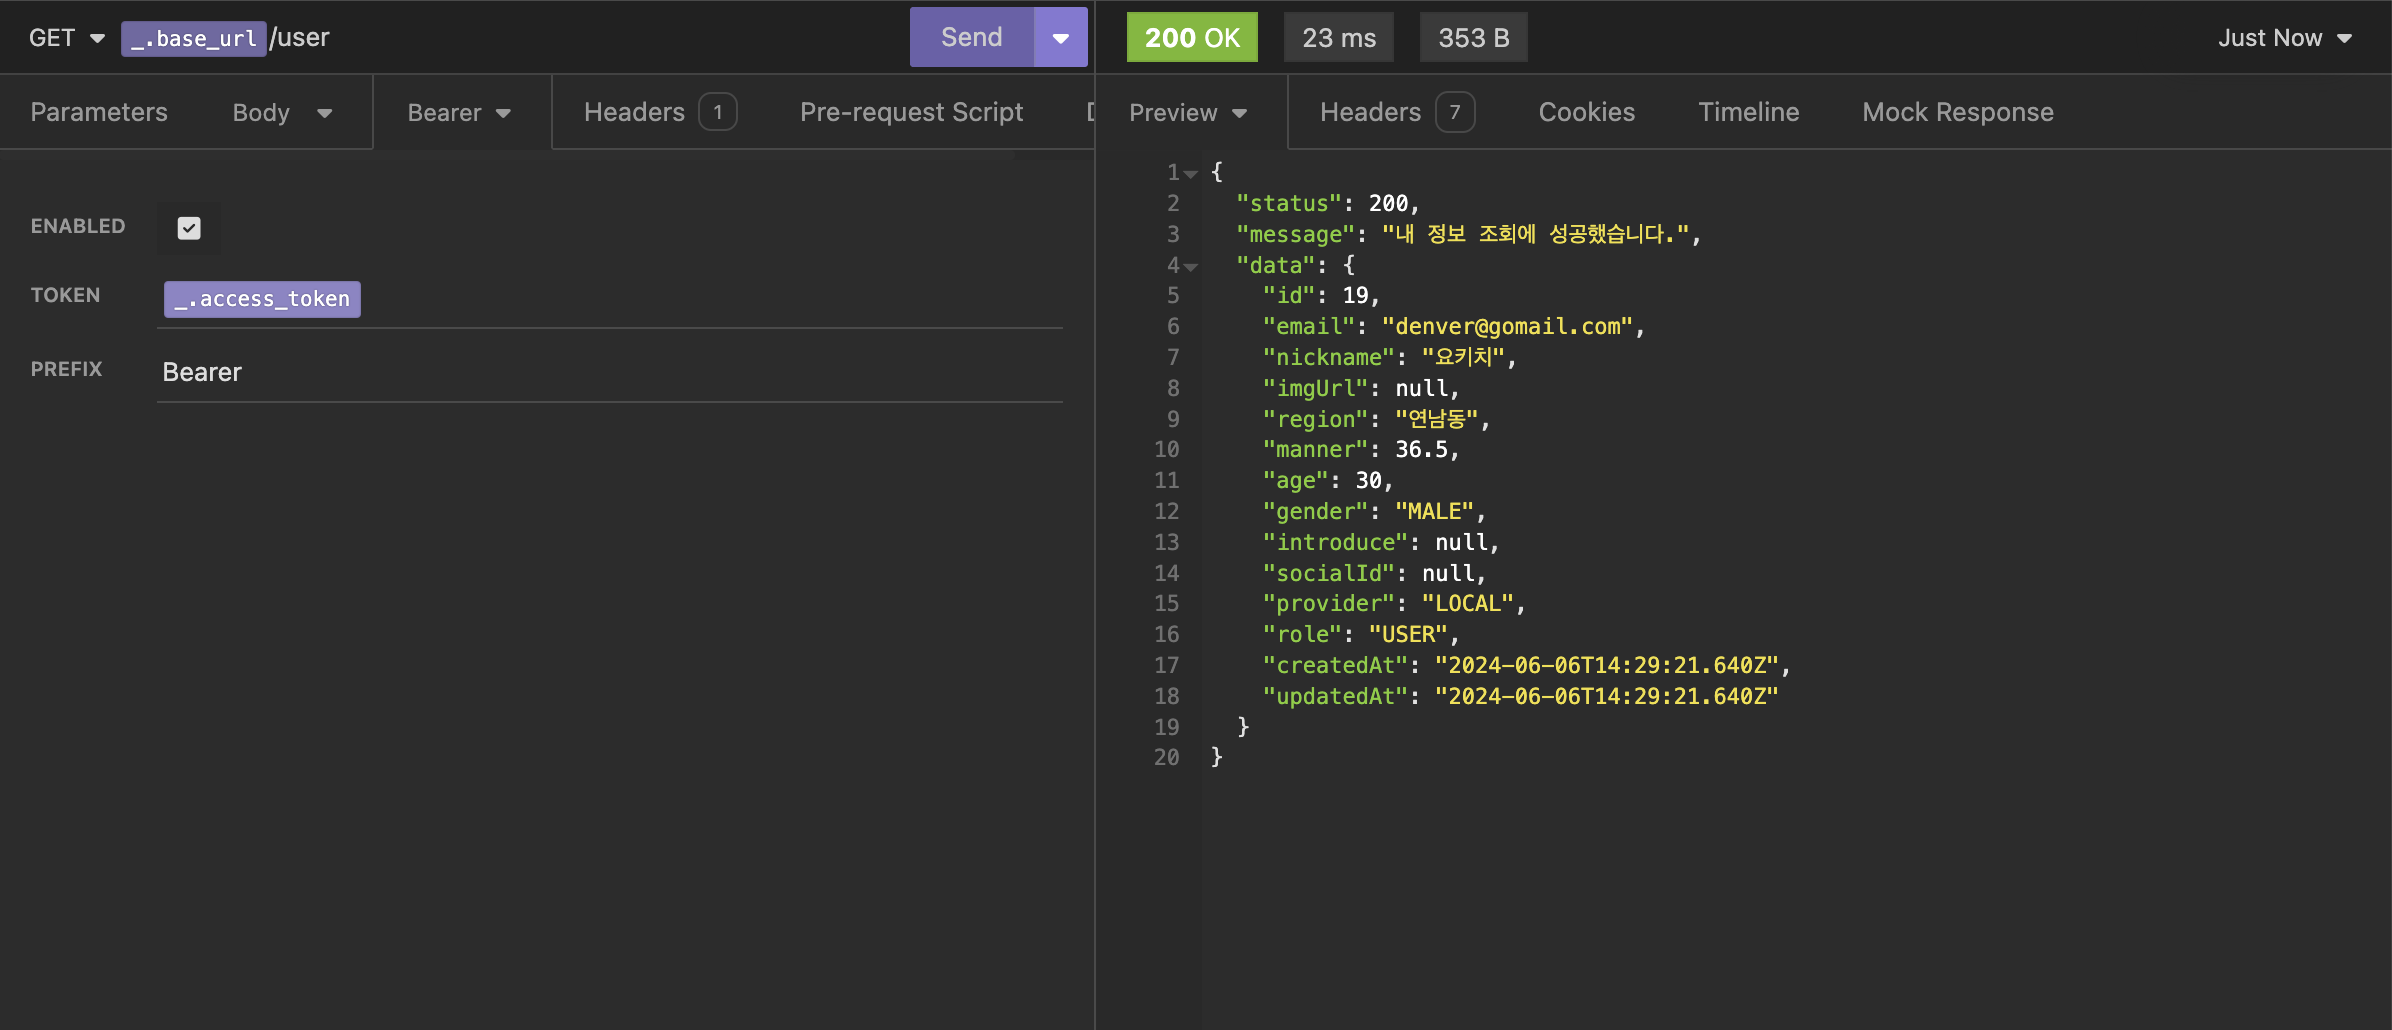 GET _.base_url/user Send 200 OK 23 ms 353 B Just Now
Parameters Body Bearer Headers 1 Pre-request Script Preview Headers 7 Cookies Timeline Mock Response
ENABLED
TOKEN _.access_token
PREFIX Bearer
1 {
2 "status": 200,
3 "message": "내 정보 조회에 성공했습니다.",
4 "data": {
5 "id": 19,
6 "email": "denver@gomail.com",
7 "nickname": "요키치",
8 "imgUrl": null,
9 "region": "연남동",
10 "manner": 36.5,
11 "age": 30,
12 "gender": "MALE",
13 "introduce": null,
14 "socialId": null,
15 "provider": "LOCAL",
16 "role": "USER",
17 "createdAt": "2024-06-06T14:29:21.640Z",
18 "updatedAt": "2024-06-06T14:29:21.640Z"
19 }
20 }